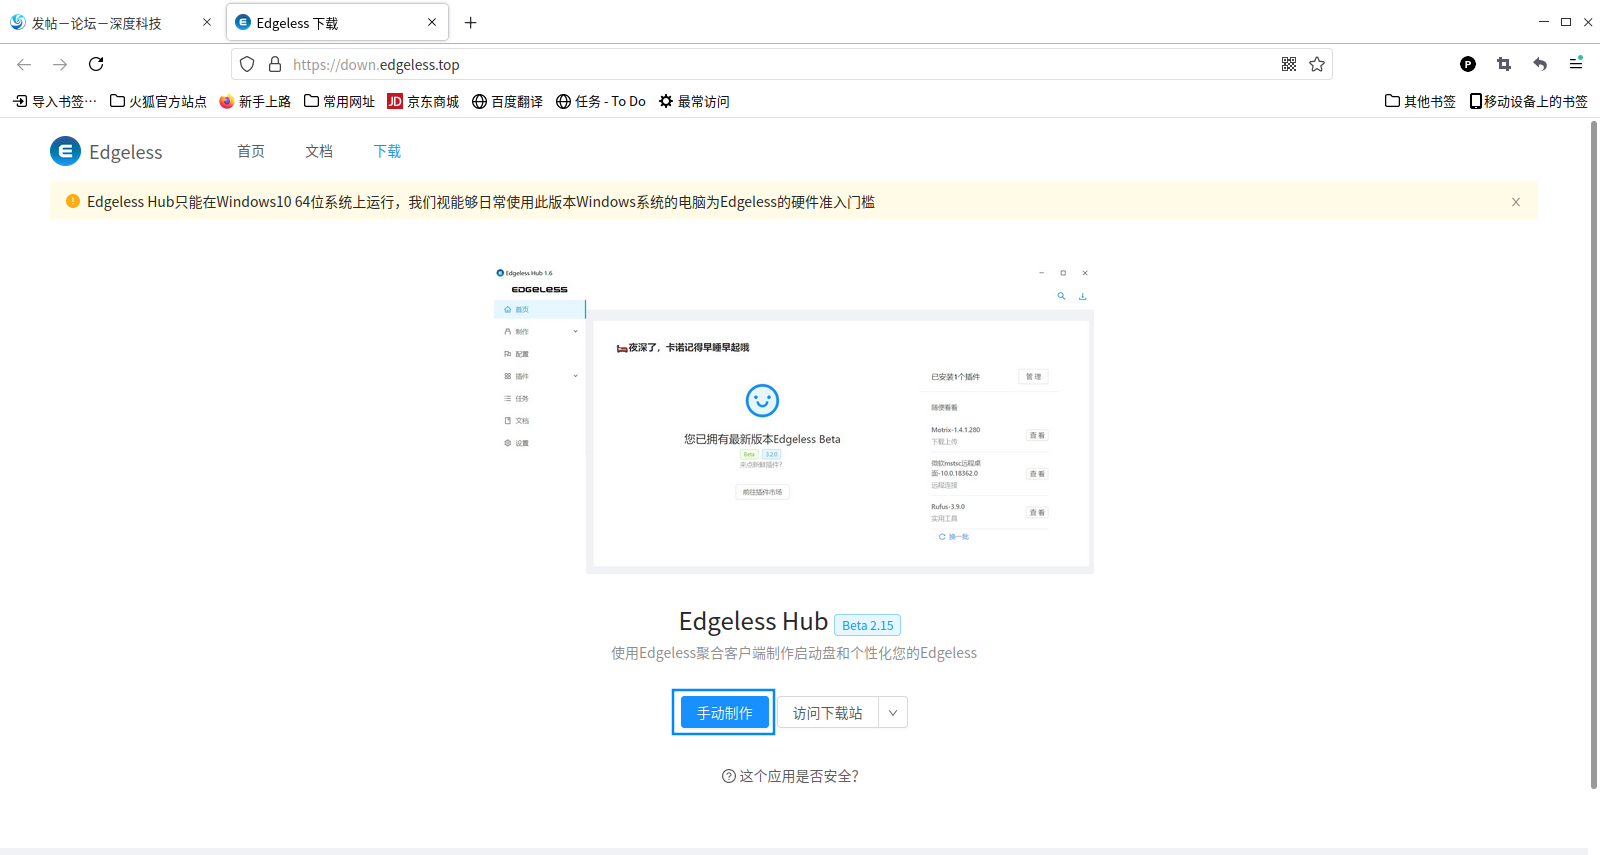 发帖－论坛－深度科技
Edgeless 下载
https://down.edgeless.top
导入书签…
火狐官方站点
新手上路
常用网址
JD 京东商城
百度翻译
任务 - To Do
最常访问
其他书签
移动设备上的书签
Edgeless
首页
文档
下载
Edgeless Hub只能在Windows10 64位系统上运行，我们视能够日常使用此版本Windows系统的电脑为Edgeless的硬件准入门槛
Edgeless Hub 1.6
EDGELESS
首页
制作
配置
插件
任务
文档
设置
夜深了，卡诺记得早睡早起哦
您已拥有最新版本Edgeless Beta
Beta 3.2.0
来点新鲜插件？
前往插件市场
已安装1个插件
管 理
随便看看
Motrix-1.4.1.280
下载上传
查 看
微软mstsc远程桌
面-10.0.18362.0
远程连接
查 看
Rufus-3.9.0
实用工具
查 看
换一批
Edgeless Hub Beta 2.15
使用Edgeless聚合客户端制作启动盘和个性化您的Edgeless
手动制作
访问下载站
这个应用是否安全？